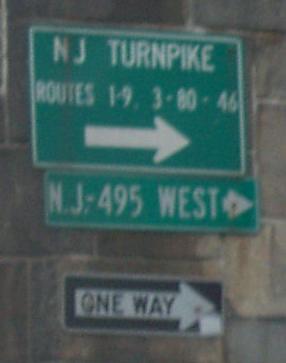 NJ TURNPIKE
ROUTES 1-9, 3-80-46
N.J.-495 WEST
ONE WAY